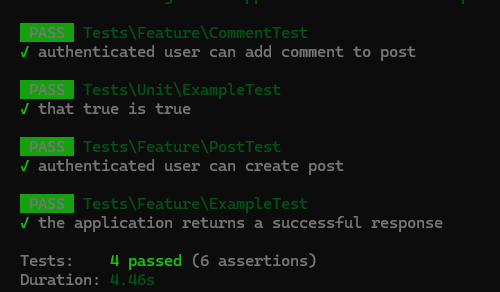 PASS Tests\Feature\CommentTest
✓ authenticated user can add comment to post
PASS Tests\Unit\ExampleTest
✓ that true is true
PASS Tests\Feature\PostTest
✓ authenticated user can create post
PASS Tests\Feature\ExampleTest
✓ the application returns a successful response
Tests: 4 passed (6 assertions)
Duration: 4.46s